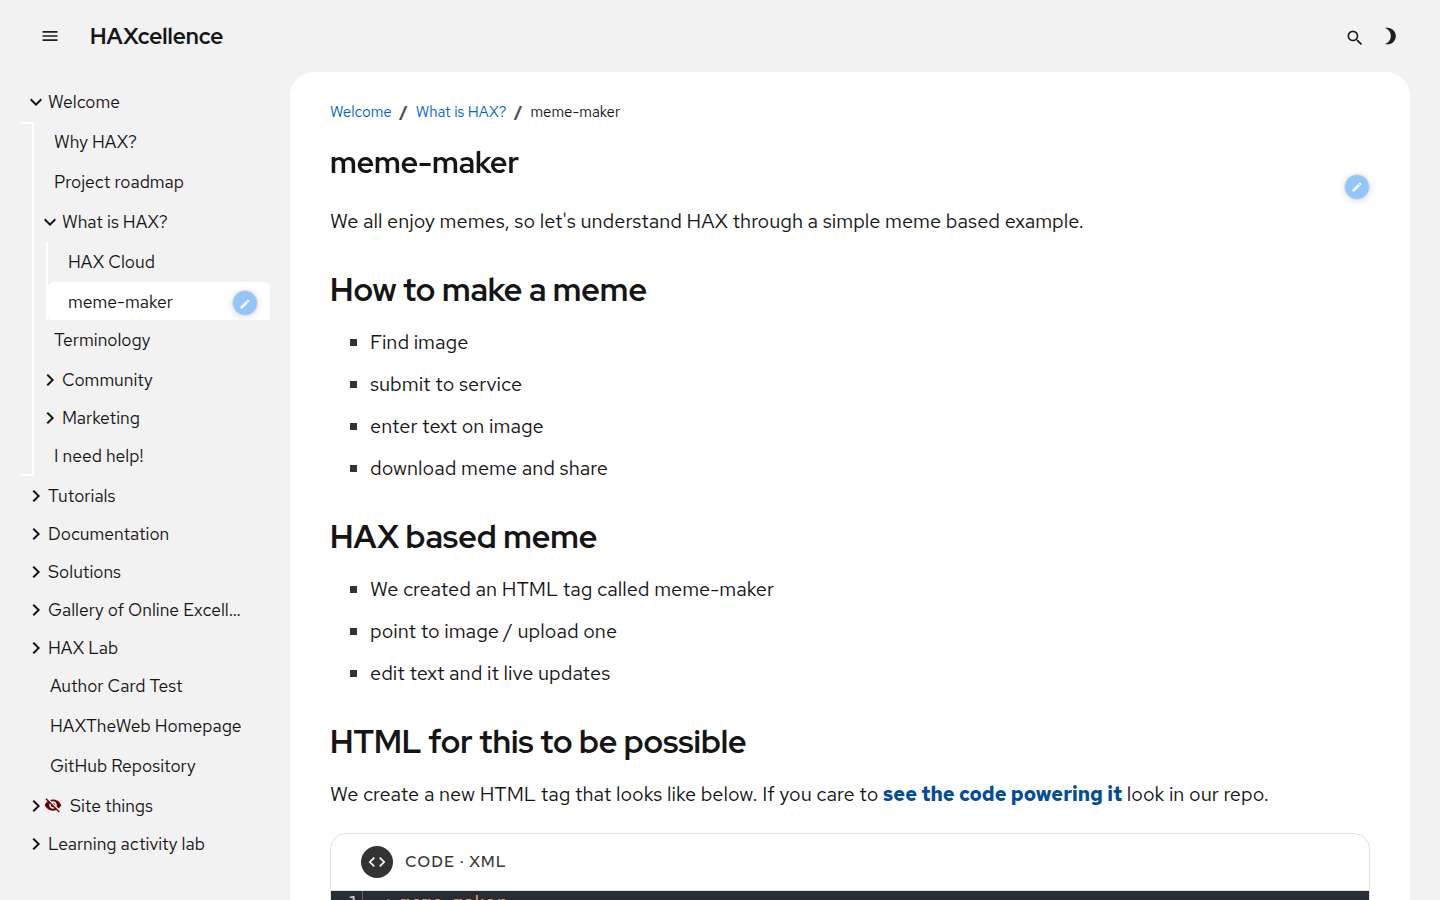 HAXcellence
Welcome
Why HAX?
Project roadmap
What is HAX?
HAX Cloud
meme-maker
Terminology
Community
Marketing
I need help!
Tutorials
Documentation
Solutions
Gallery of Online Excell...
HAX Lab
Author Card Test
HAXTheWeb Homepage
GitHub Repository
Site things
Learning activity lab
Welcome / What is HAX? / meme-maker
meme-maker
We all enjoy memes, so let's understand HAX through a simple meme based example.
How to make a meme
Find image
submit to service
enter text on image
download meme and share
HAX based meme
We created an HTML tag called meme-maker
point to image / upload one
edit text and it live updates
HTML for this to be possible
We create a new HTML tag that looks like below. If you care to see the code powering it look in our repo.
CODE · XML